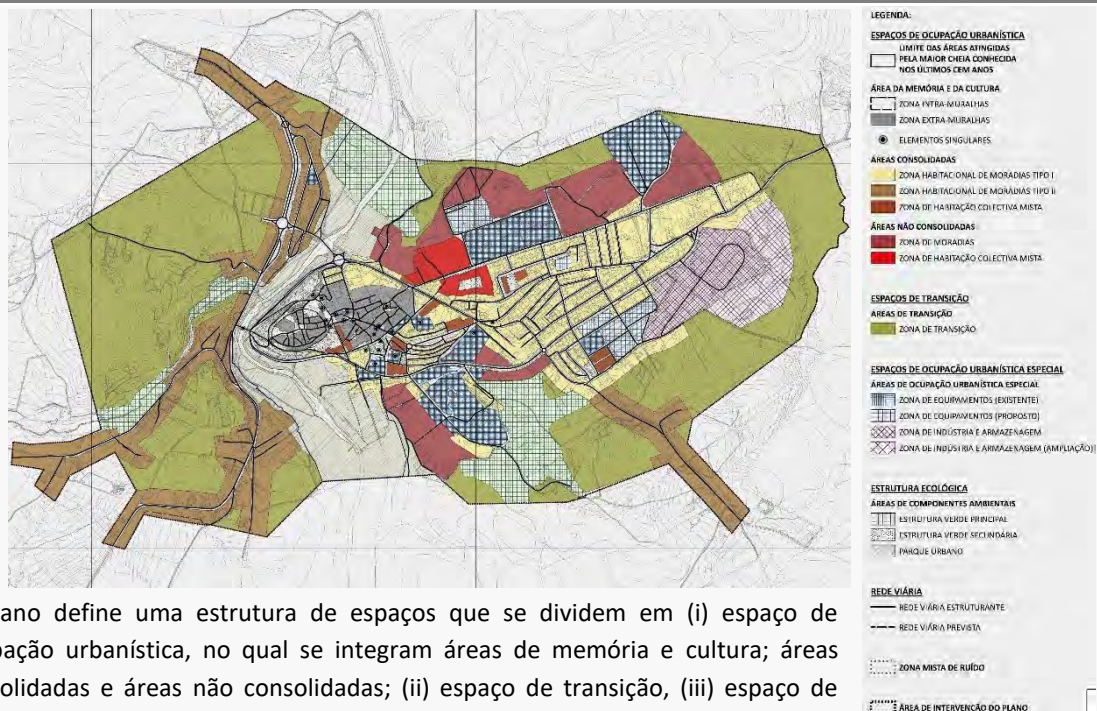 LEGENDA:
ESPAÇOS DE OCUPAÇÃO URBANÍSTICA
LIMITE DAS ÁREAS ATINGIDAS
PELA MAIOR CHEIA CONHECIDA
NOS ÚLTIMOS CEM ANOS
ÁREA DA MEMÓRIA E DA CULTURA
ZONA INTRA-MURALHAS
ZONA EXTRA-MURALHAS
ELEMENTOS SINGULARES
ÁREAS CONSOLIDADAS
ZONA HABITACIONAL DE MORADIAS TIPO I
ZONA HABITACIONAL DE MORADIAS TIPO II
ZONA DE HABITAÇÃO COLECTIVA MISTA
ÁREAS NÃO CONSOLIDADAS
ZONA DE MORADIAS
ZONA DE HABITAÇÃO COLECTIVA MISTA
ESPAÇOS DE TRANSIÇÃO
ÁREAS DE TRANSIÇÃO
ZONA DE TRANSIÇÃO
ESPAÇOS DE OCUPAÇÃO URBANÍSTICA ESPECIAL
ÁREAS DE OCUPAÇÃO URBANÍSTICA ESPECIAL
ZONA DE EQUIPAMENTOS (EXISTENTE)
ZONA DE EQUIPAMENTOS (PROPOSTO)
ZONA DE INDÚSTRIA E ARMAZENAGEM
ZONA DE INDÚSTRIA E ARMAZENAGEM (AMPLIAÇÃO)
ESTRUTURA ECOLÓGICA
ÁREAS DE COMPONENTES AMBIENTAIS
ESTRUTURA VERDE PRINCIPAL
ESTRUTURA VERDE SECUNDÁRIA
PARQUE URBANO
REDE VIÁRIA
REDE VIÁRIA ESTRUTURANTE
REDE VIÁRIA PREVISTA
ZONA MISTA DE RUÍDO
ÁREA DE INTERVENÇÃO DO PLANO
ano define uma estrutura de espaços que se dividem em (i) espaço de
pação urbanística, no qual se integram áreas de memória e cultura; áreas
olidadas e áreas não consolidadas; (ii) espaço de transição, (iii) espaço de